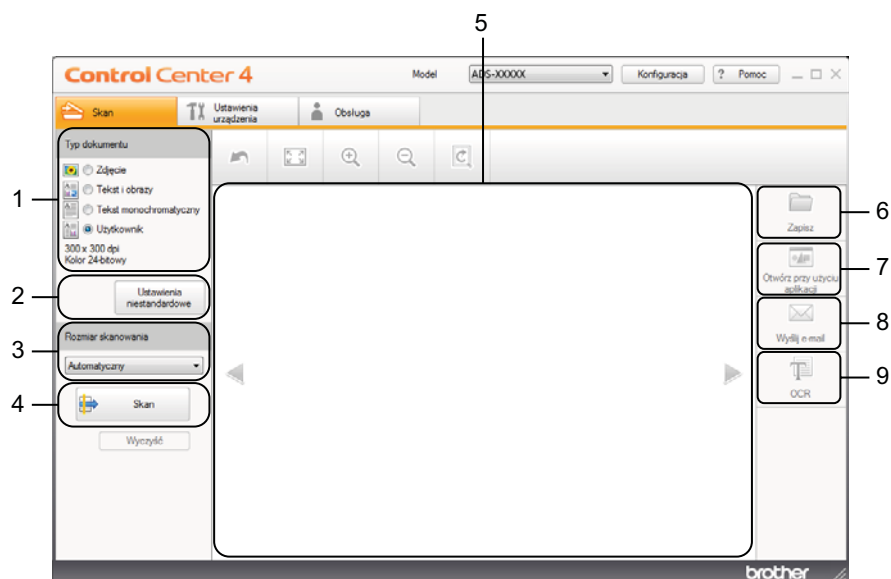 5
Control Center 4
Model
ADS-XXXXX
Konfiguracja
? Pomoc
Skan
Ustawienia
urządzenia
Obsługa
Typ dokumentu
Zdjęcie
Tekst i obrazy
Tekst monochromatyczny
Użytkownik
300 x 300 dpi
Kolor 24-bitowy
1
Ustawienia
niestandardowe
2
Rozmiar skanowania
Automatyczny
3
Skan
4
Wyczyść
Zapisz
6
Otwórz przy użyciu
aplikacji
7
Wyślij e-mail
8
OCR
9
brother